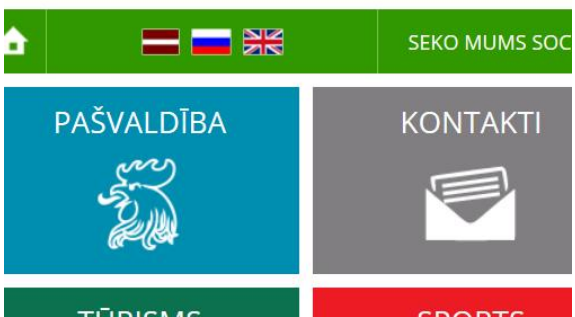 SEKO MUMS SOC
PAŠVALDĪBA
KONTAKTI
TŪRISMS
SPORTS